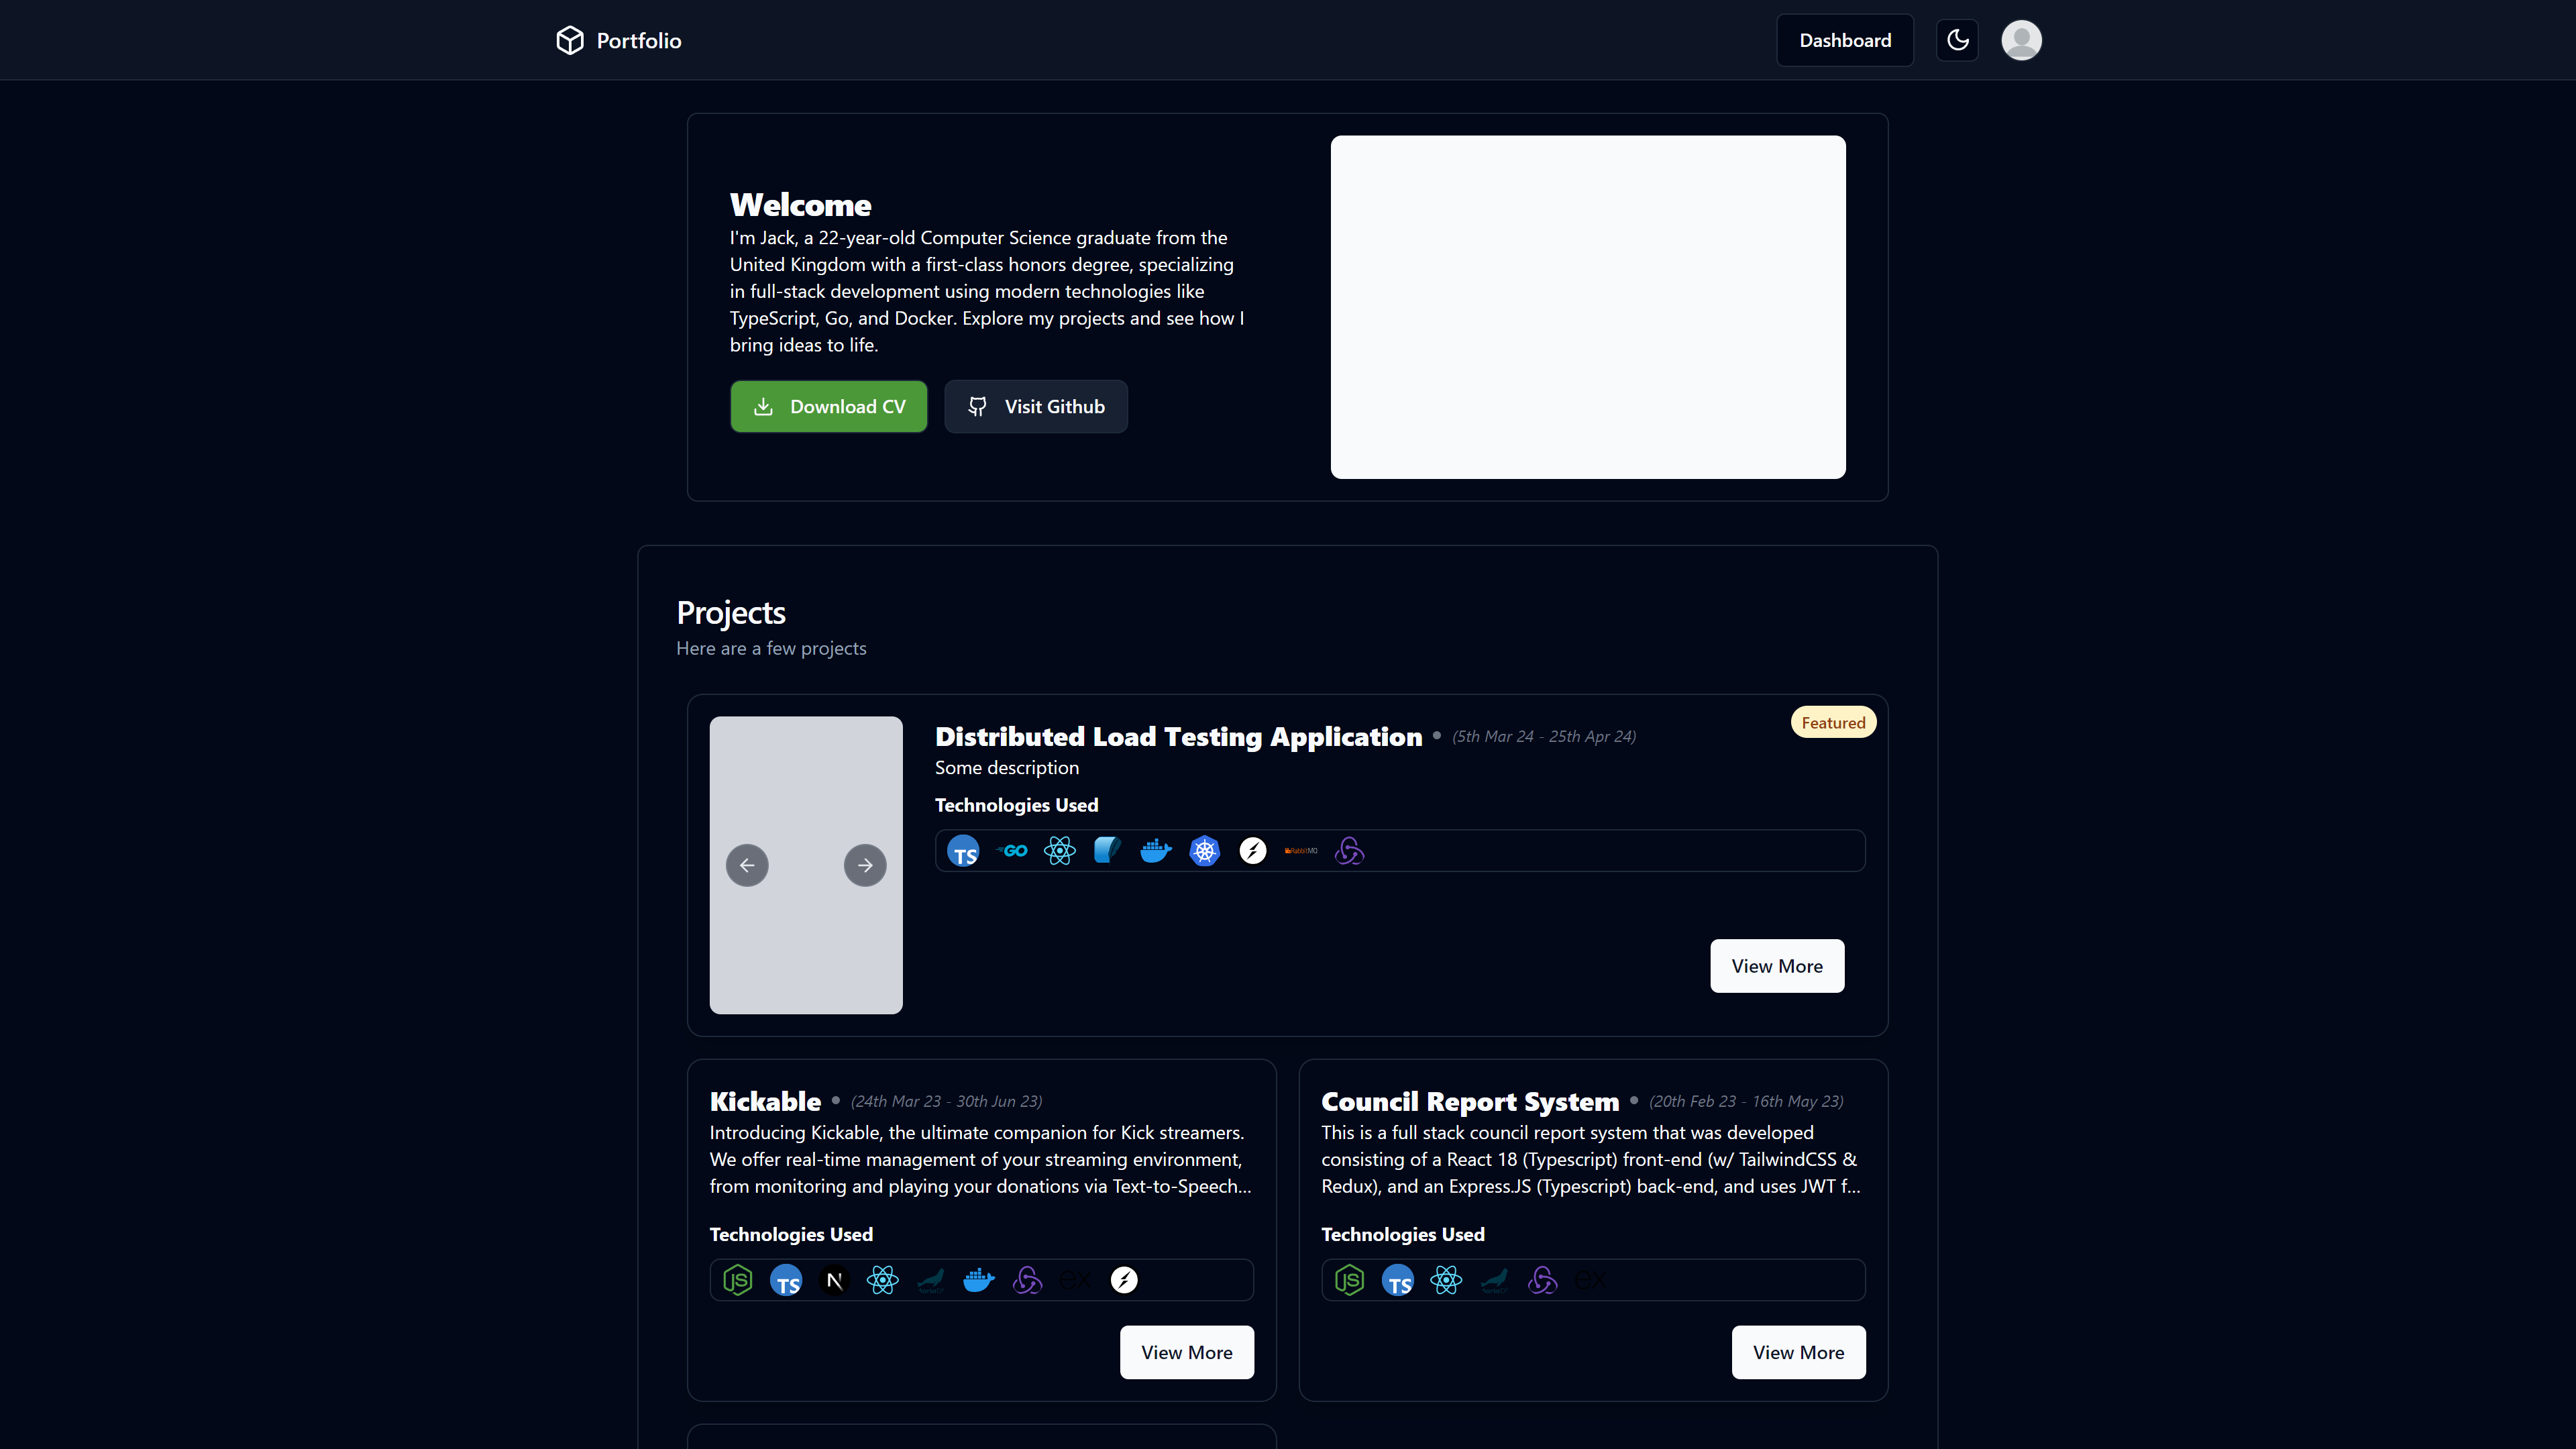 Portfolio
Dashboard
Welcome
I'm Jack, a 22-year-old Computer Science graduate from the
United Kingdom with a first-class honors degree, specializing
in full-stack development using modern technologies like
TypeScript, Go, and Docker. Explore my projects and see how I
bring ideas to life.
Download CV
Visit Github
Projects
Here are a few projects
Featured
Distributed Load Testing Application • (5th Mar 24 - 25th Apr 24)
Some description
Technologies Used
TS GO RabbitMQ
View More
Kickable • (24th Mar 23 - 30th Jun 23)
Introducing Kickable, the ultimate companion for Kick streamers.
We offer real-time management of your streaming environment,
from monitoring and playing your donations via Text-to-Speech...
Technologies Used
JS TS N ex
View More
Council Report System • (20th Feb 23 - 16th May 23)
This is a full stack council report system that was developed
consisting of a React 18 (Typescript) front-end (w/ TailwindCSS &
Redux), and an Express.JS (Typescript) back-end, and uses JWT f...
Technologies Used
JS TS ex
View More